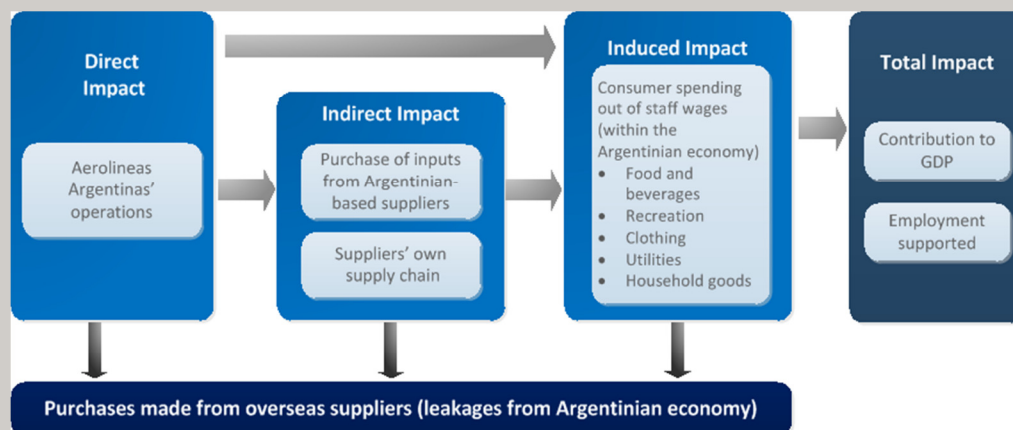 Direct
Impact
Aerolineas
Argentinas’
operations
Indirect Impact
Purchase of inputs
from Argentinian-
based suppliers
Suppliers’ own
supply chain
Induced Impact
Consumer spending
out of staff wages
(within the
Argentinian economy)
• Food and
beverages
• Recreation
• Clothing
• Utilities
• Household goods
Total Impact
Contribution to
GDP
Employment
supported
Purchases made from overseas suppliers (leakages from Argentinian economy)